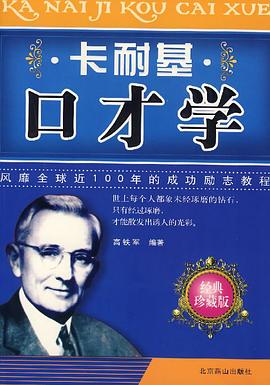 KA NAI JI KOU CAI XUE
·卡耐基·
口才学
风靡全球近100年的成功励志教程
世上每个人都象未经琢磨的钻石,
只有经过琢磨,
才能散发出诱人的光彩。
高铁军 编著
经典
珍藏版
北京燕山出版社